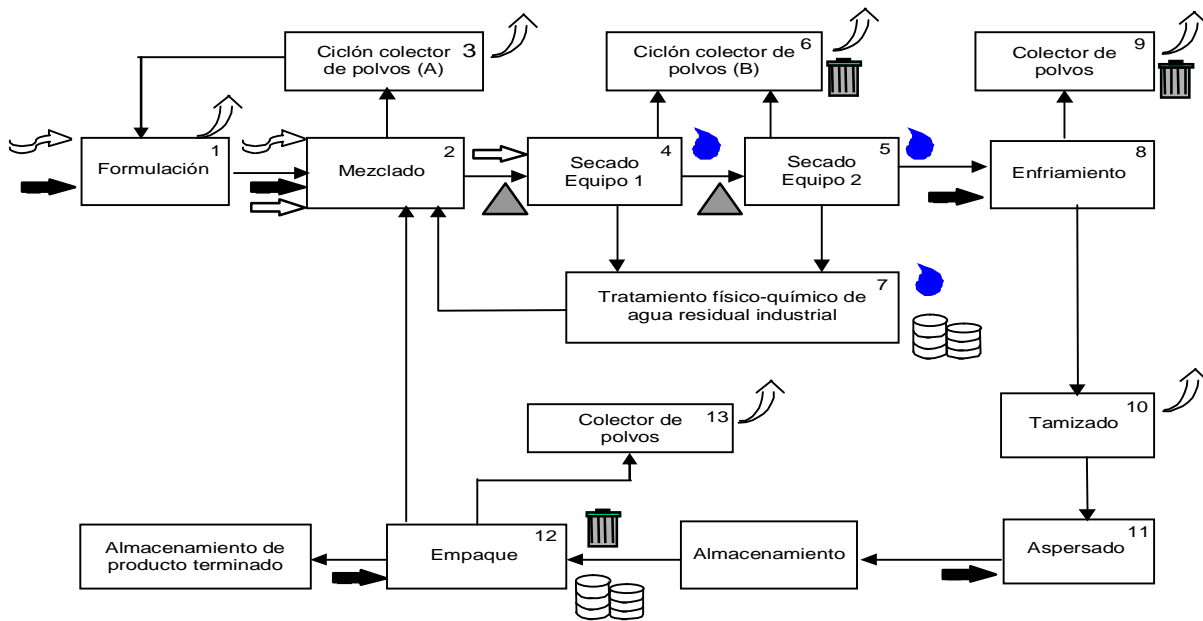 3
Ciclón colector
de polvos (A)
6
Ciclón colector de
polvos (B)
9
Colector de
polvos
1
Formulación
2
Mezclado
4
Secado
Equipo 1
5
Secado
Equipo 2
8
Enfriamiento
7
Tratamiento físico-químico de
agua residual industrial
13
Colector de
polvos
10
Tamizado
Almacenamiento de
producto terminado
12
Empaque
Almacenamiento
11
Aspersado